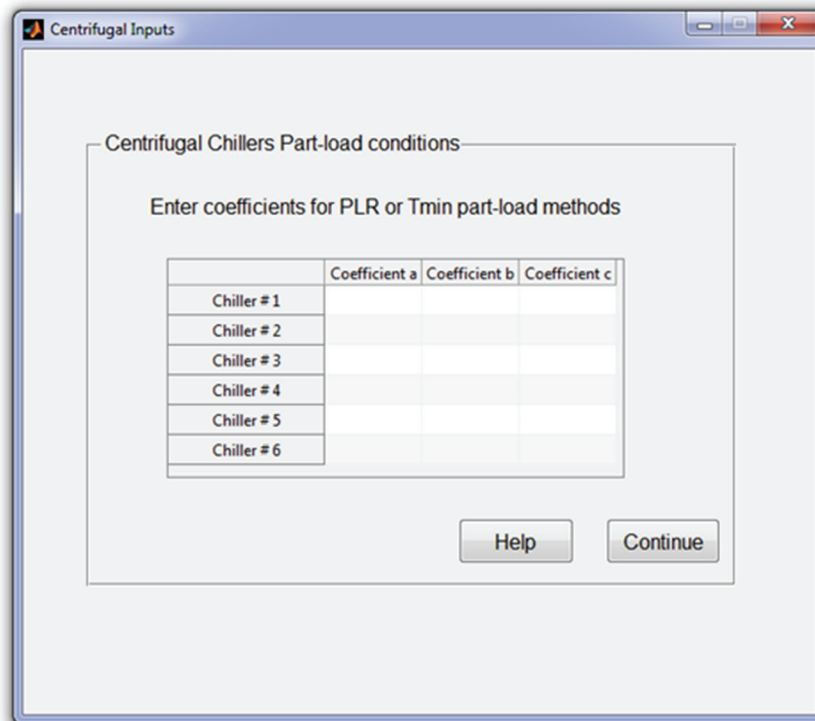 Centrifugal Inputs
Centrifugal Chillers Part-load conditions
Enter coefficients for PLR or Tmin part-load methods
Coefficient a Coefficient b Coefficient c
Chiller # 1
Chiller # 2
Chiller # 3
Chiller # 4
Chiller # 5
Chiller # 6
Help Continue